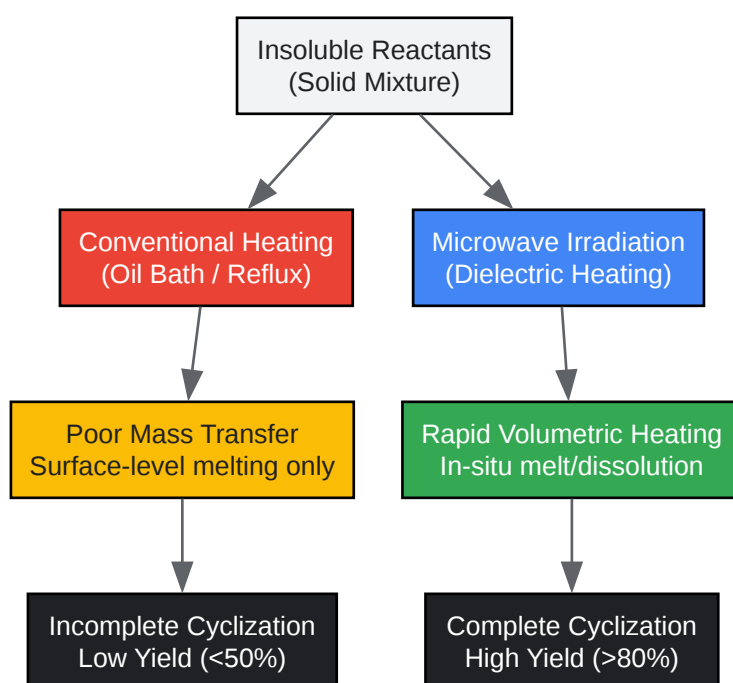 Insoluble Reactants
(Solid Mixture)
Conventional Heating
(Oil Bath / Reflux)
Microwave Irradiation
(Dielectric Heating)
Poor Mass Transfer
Surface-level melting only
Rapid Volumetric Heating
In-situ melt/dissolution
Incomplete Cyclization
Low Yield (<50%)
Complete Cyclization
High Yield (>80%)